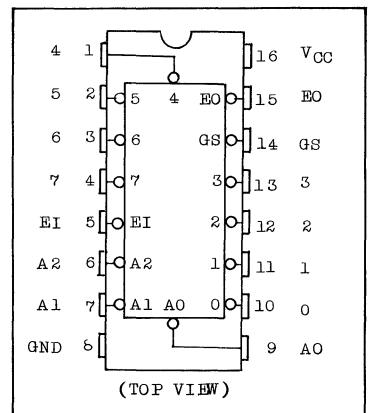 4 1 16 VCC
5 2 5 4 EO 15 EO
6 3 6 GS 14 GS
7 4 7 3 13 3
EI 5 EI 2 12 2
A2 6 A2 1 11 1
A1 7 A1 A0 0 10 0
GND 8 9 A0
(TOP VIEW)